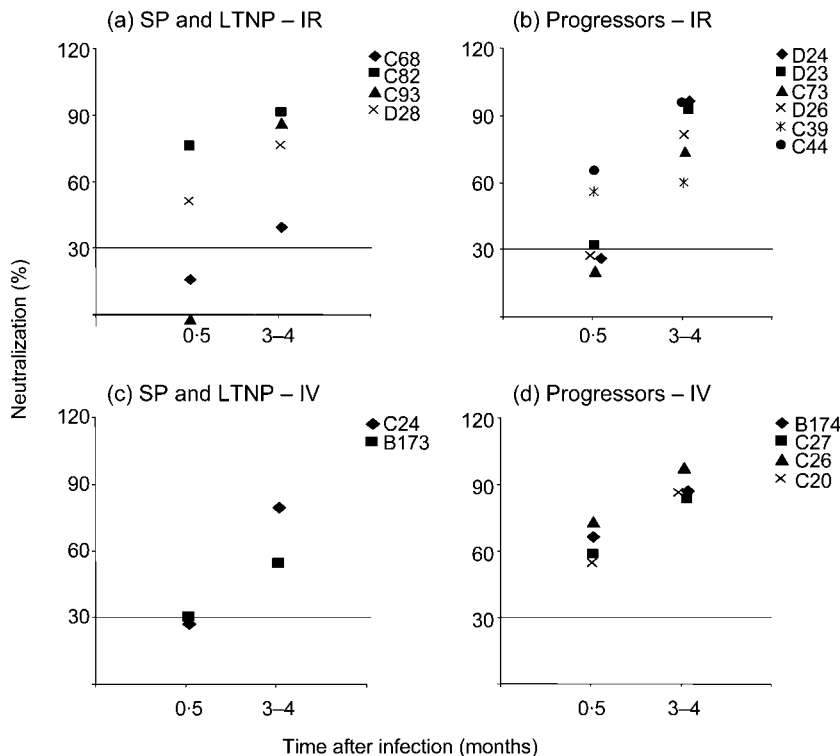 (a) SP and LTNP – IR
120
90
60
30
0·5
3–4
C68
C82
C93
D28
(b) Progressors – IR
120
90
60
30
0·5
3–4
D24
D23
C73
D26
C39
C44
Neutralization (%)
(c) SP and LTNP – IV
120
90
60
30
0·5
3–4
C24
B173
(d) Progressors – IV
120
90
60
30
0·5
3–4
B174
C27
C26
C20
Time after infection (months)